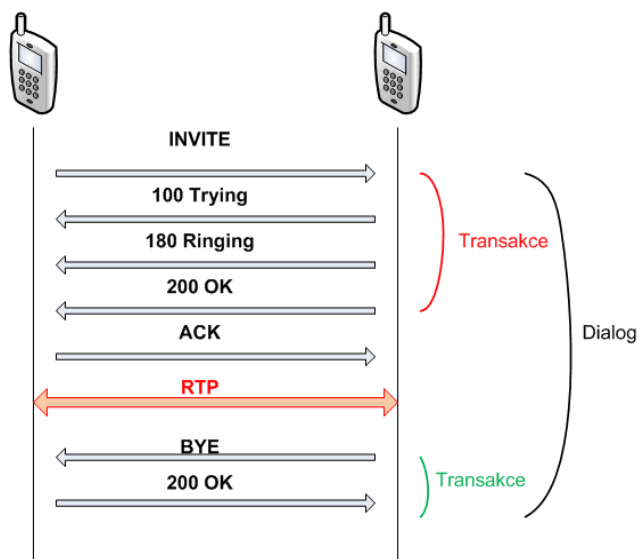 INVITE
100 Trying
180 Ringing
Transakce
200 OK
ACK
Dialog
RTP
BYE
200 OK
Transakce